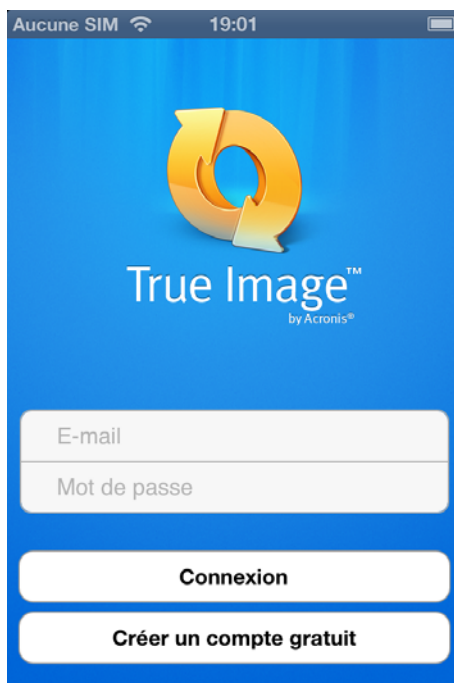 Aucune SIM 19:01
True Image™
by Acronis®
E-mail
Mot de passe
Connexion
Créer un compte gratuit